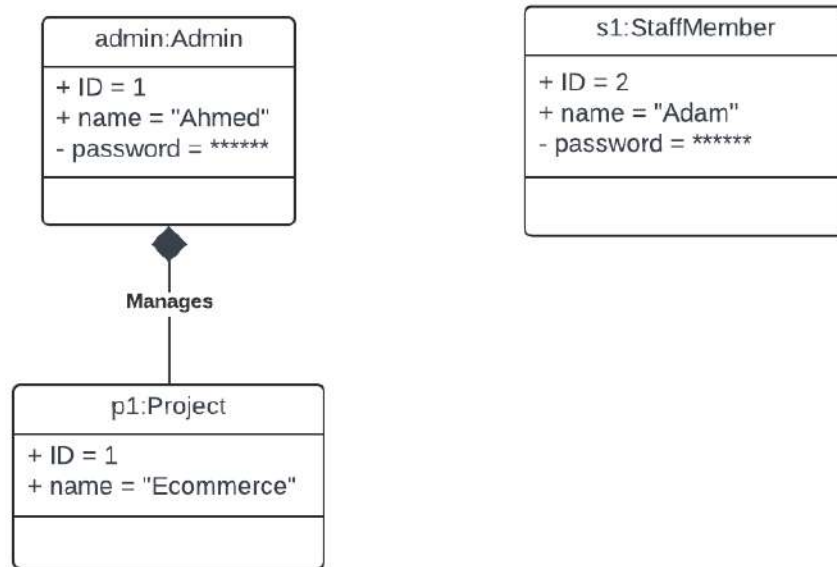 admin:Admin
+ ID = 1
+ name = "Ahmed"
- password = ******
s1:StaffMember
+ ID = 2
+ name = "Adam"
- password = ******
Manages
p1:Project
+ ID = 1
+ name = "Ecommerce"